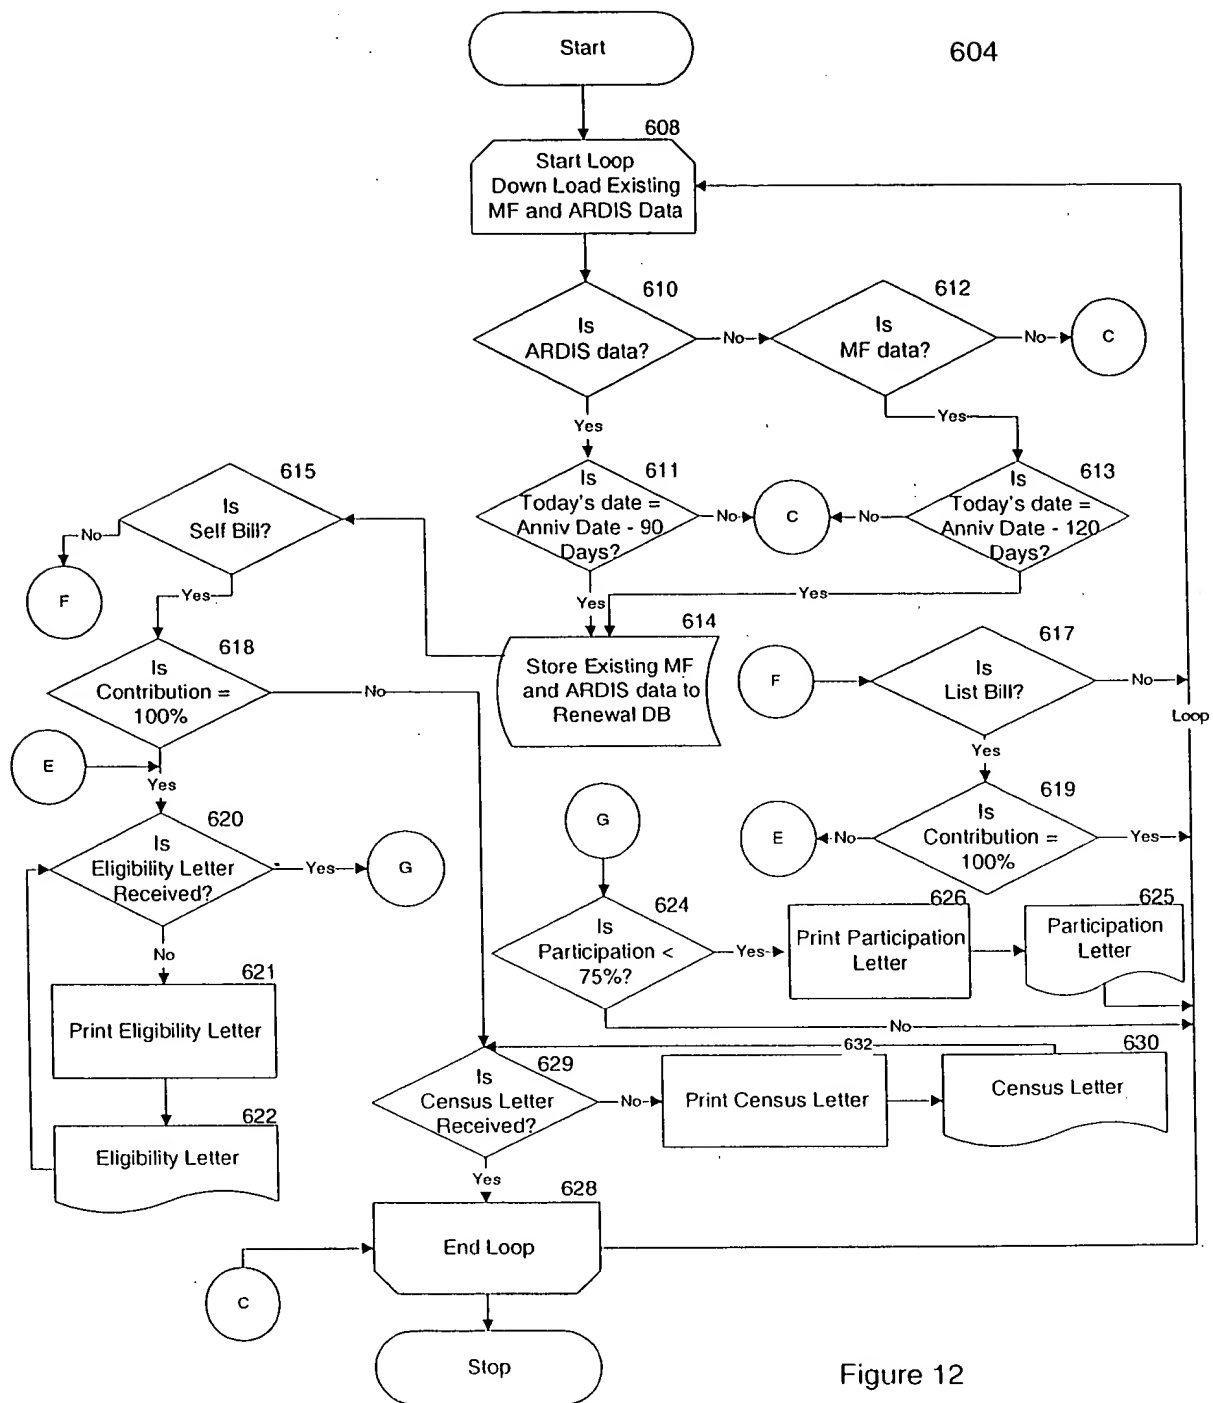 Start
604
608
Start Loop
Down Load Existing
MF and ARDIS Data
610
Is
ARDIS data?
No
612
Is
MF data?
No
C
Yes
Yes
615
Is
Self Bill?
No
F
Yes
611
Is
Today's date =
Anniv Date - 90
Days?
No
C
No
613
Is
Today's date =
Anniv Date - 120
Days?
Yes
Yes
614
Store Existing MF
and ARDIS data to
Renewal DB
618
Is
Contribution =
100%
No
E
Yes
F
617
Is
List Bill?
No
Loop
Yes
620
Is
Eligibility Letter
Received?
Yes
G
No
G
E
No
619
Is
Contribution =
100%
Yes
624
Is
Participation <
75%?
Yes
626
Print Participation
Letter
625
Participation
Letter
No
621
Print Eligibility Letter
622
Eligibility Letter
629
Is
Census Letter
Received?
No
632
Print Census Letter
630
Census Letter
Yes
628
End Loop
C
Stop
Figure 12